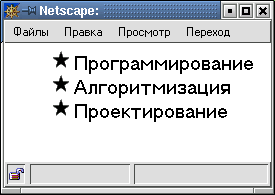 Netscape:
Файлы Правка Просмотр Переход
★ Программирование
★ Алгоритмизация
★ Проектирование